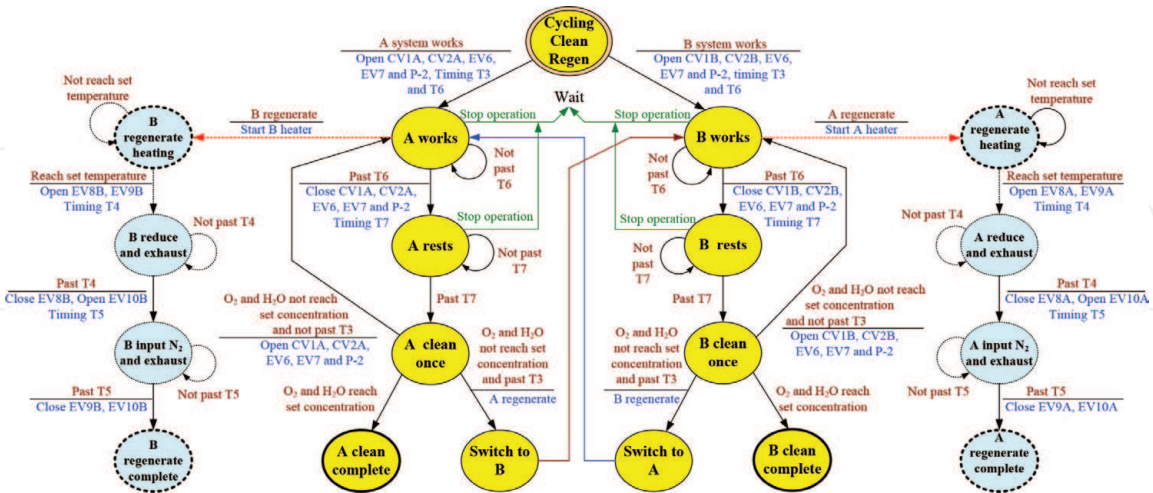 Cycling
Clean
Regen
A system works
Open CV1A, CV2A, EV6,
EV7 and P-2, Timing T3
and T6
B system works
Open CV1B, CV2B, EV6,
EV7 and P-2, timing T3
and T6
Wait
Stop operation
Stop operation
Not reach set
temperature
B
regenerate
heating
B regenerate
Start B heater
A works
Not
past
T6
B works
Not
past
T6
A regenerate
Start A heater
A
regenerate
heating
Not reach set
temperature
Reach set temperature
Open EV8B, EV9B
Timing T4
Past T6
Close CV1A, CV2A,
EV6, EV7 and P-2
Timing T7
Stop operation
Stop operation
Past T6
Close CV1B, CV2B,
EV6, EV7 and P-2
Timing T7
Reach set temperature
Open EV8A, EV9A
Timing T4
B reduce
and exhaust
Not past T4
A rests
Not past
T7
B rests
Not
past
T7
Not past T4
A reduce
and exhaust
Past T4
Close EV8B, Open EV10B
Timing T5
Past T7
Past T7
Past T4
Close EV8A, Open EV10A
Timing T5
O2 and H2O not reach
set concentration
and not past T3
Open CV1A, CV2A,
EV6, EV7 and P-2
O2 and H2O not reach
set concentration
and not past T3
Open CV1B, CV2B,
EV6, EV7 and P-2
B input N2
and exhaust
Not past T5
A clean
once
O2 and H2O
not reach set
concentration
and past T3
A regenerate
O2 and H2O
not reach set
concentration
and past T3
B regenerate
B clean
once
A input N2
and exhaust
Not past T5
Past T5
Close EV9B, EV10B
O2 and H2O reach
set concentration
O2 and H2O reach
set concentration
Past T5
Close EV9A, EV10A
B
regenerate
complete
A clean
complete
Switch to
B
Switch to
A
B clean
complete
A
regenerate
complete